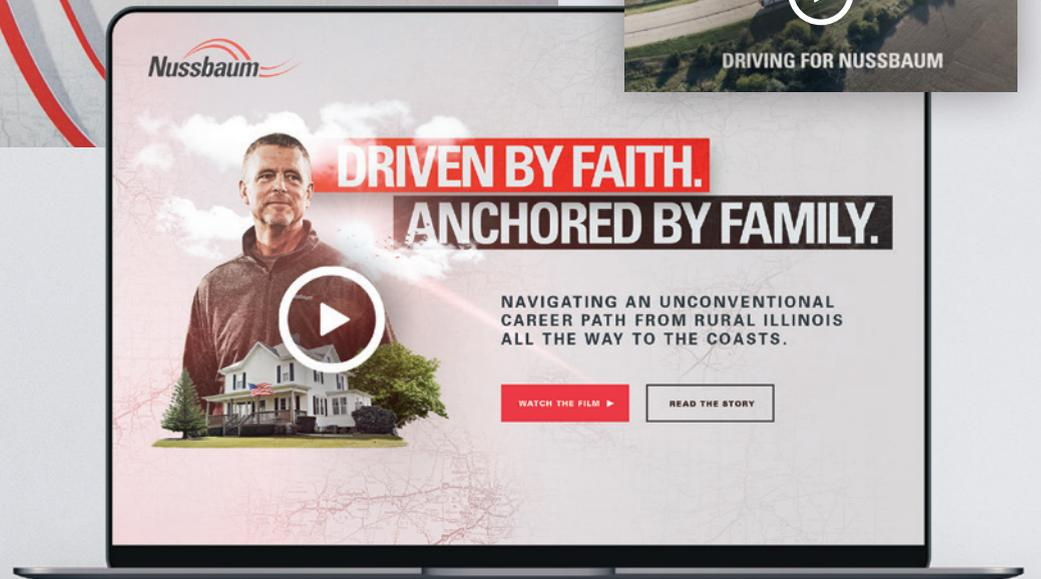 DRIVING FOR NUSSBAUM
Nussbaum
DRIVEN BY FAITH.
ANCHORED BY FAMILY.
NAVIGATING AN UNCONVENTIONAL
CAREER PATH FROM RURAL ILLINOIS
ALL THE WAY TO THE COASTS.
WATCH THE FILM
READ THE STORY